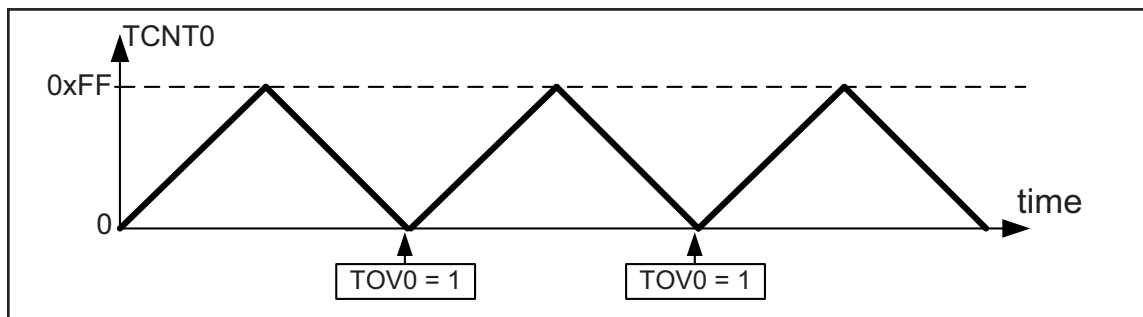 TCNT0
0xFF
0
time
TOV0 = 1
TOV0 = 1